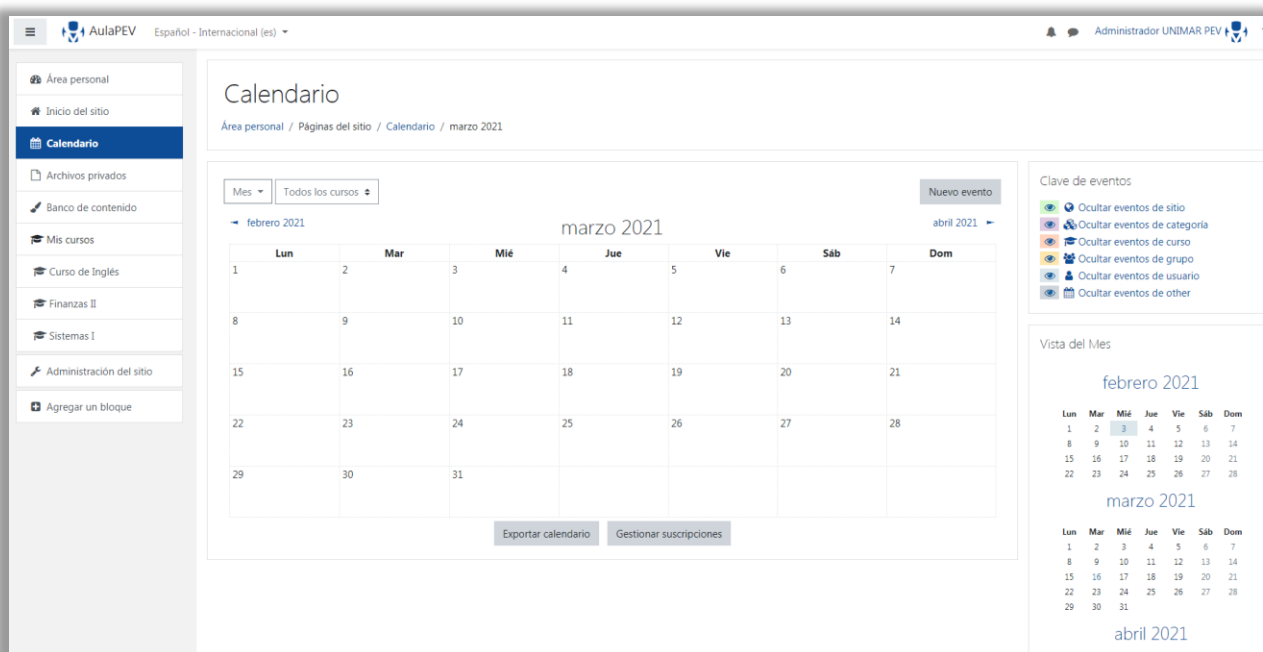 AulaPEV Español - Internacional (es) Administrador UNIMAR PEV
Área personal
Inicio del sitio
Calendario
Archivos privados
Banco de contenido
Mis cursos
Curso de Inglés
Finanzas II
Sistemas I
Administración del sitio
Agregar un bloque
Calendario
Área personal / Páginas del sitio / Calendario / marzo 2021
Mes Todos los cursos Nuevo evento
febrero 2021 marzo 2021 abril 2021
Lun Mar Mié Jue Vie Sáb Dom
1 2 3 4 5 6 7
8 9 10 11 12 13 14
15 16 17 18 19 20 21
22 23 24 25 26 27 28
29 30 31
Exportar calendario Gestionar suscripciones
Clave de eventos
Ocultar eventos de sitio
Ocultar eventos de categoría
Ocultar eventos de curso
Ocultar eventos de grupo
Ocultar eventos de usuario
Ocultar eventos de other
Vista del Mes
febrero 2021
Lun Mar Mié Jue Vie Sáb Dom
1 2 3 4 5 6 7
8 9 10 11 12 13 14
15 16 17 18 19 20 21
22 23 24 25 26 27 28
marzo 2021
Lun Mar Mié Jue Vie Sáb Dom
1 2 3 4 5 6 7
8 9 10 11 12 13 14
15 16 17 18 19 20 21
22 23 24 25 26 27 28
29 30 31
abril 2021